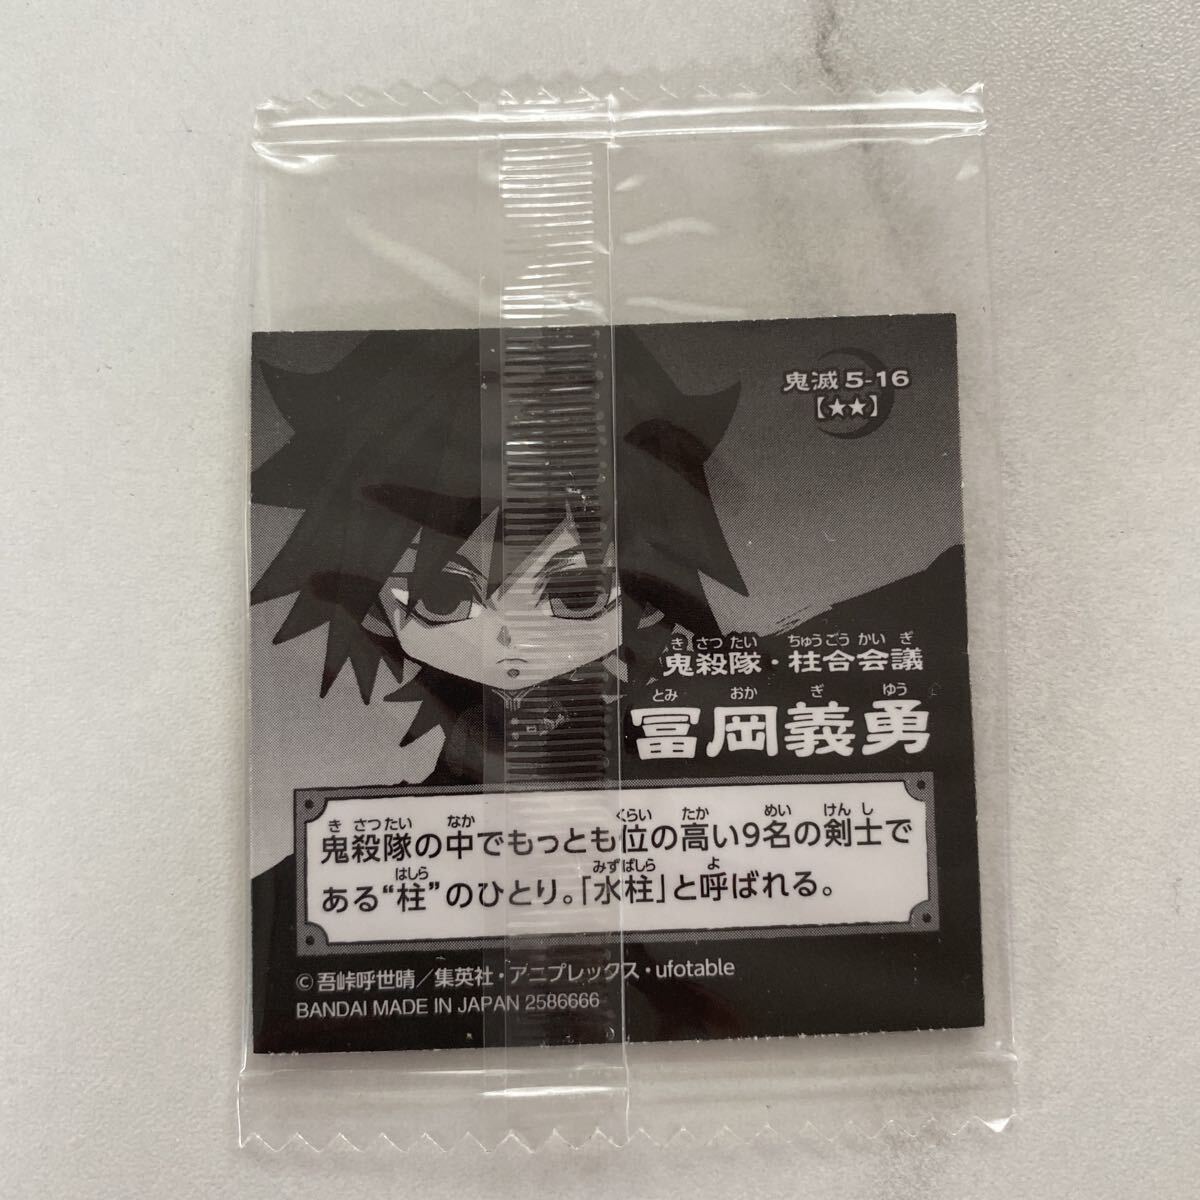 鬼滅 5-16
【★★】
き さつ たい ちゅうごう かい ぎ
鬼殺隊・柱合会議
とみ おか ぎ ゆう
冨岡義勇
き さつたい なか くらい たか めい けん し
鬼殺隊の中でもっとも位の高い9名の剣士で
はしら みずばしら よ
ある“柱”のひとり。「水柱」と呼ばれる。
©吾峠呼世晴／集英社・アニプレックス・ufotable
BANDAI MADE IN JAPAN 2586666